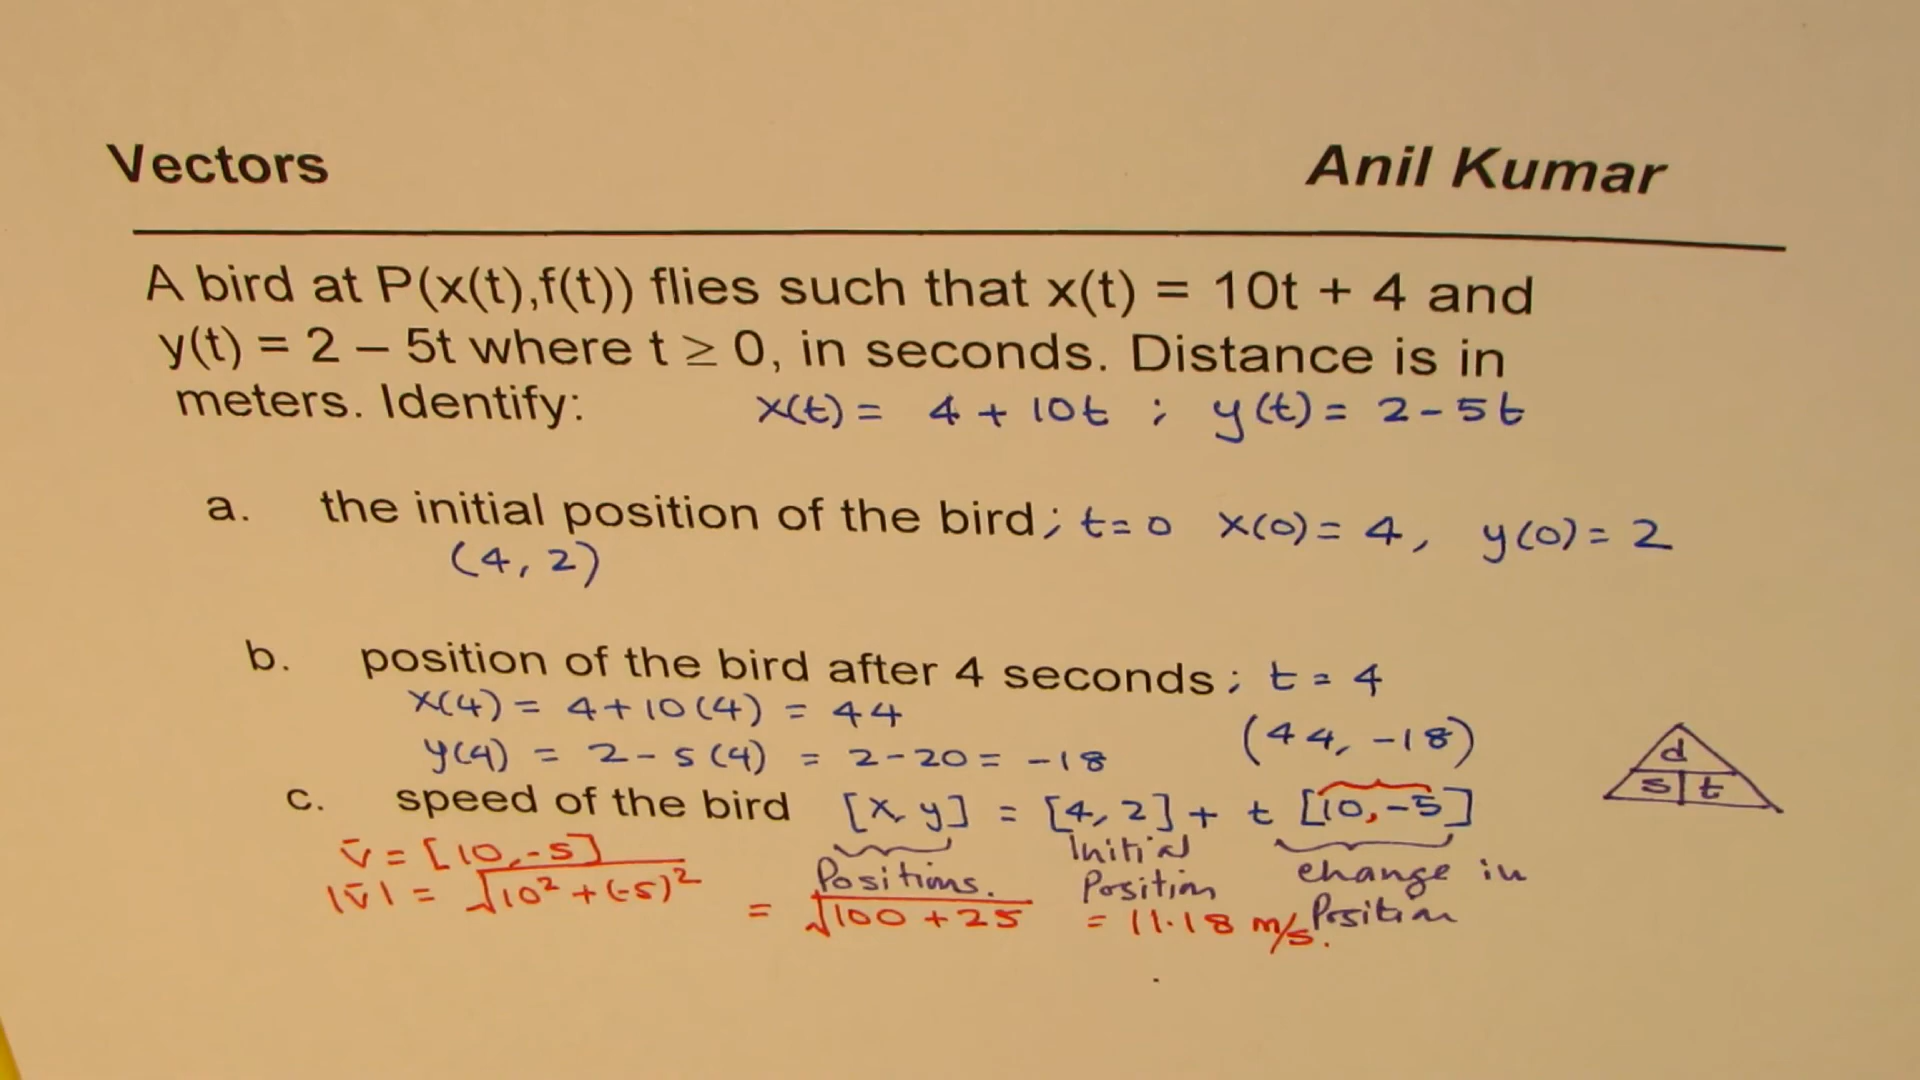 Vectors Anil Kumar
A bird at P(x(t),f(t)) flies such that x(t) = 10t + 4 and
y(t) = 2 – 5t where t ≥ 0, in seconds. Distance is in
meters. Identify: x(t) = 4 + 10t ; y(t) = 2 - 5t
a. the initial position of the bird ; t = 0 x(0) = 4, y(0) = 2
(4, 2)
b. position of the bird after 4 seconds ; t = 4
x(4) = 4 + 10(4) = 44
(44, -18)
y(4) = 2 - 5(4) = 2 - 20 = -18
d
s t
c. speed of the bird [x, y] = [4, 2] + t [10, -5]
v̄ = [10, -5]
Positions. Initial Position change in Position
|v̄| = √10² + (-5)² = √100 + 25 = 11.18 m/s.